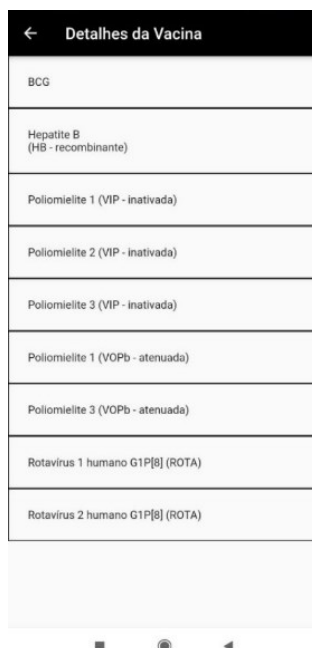 Detalhes da Vacina
BCG
Hepatite B
(HB - recombinante)
Poliomielite 1 (VIP - inativada)
Poliomielite 2 (VIP - inativada)
Poliomielite 3 (VIP - inativada)
Poliomielite 1 (VOPb - atenuada)
Poliomielite 3 (VOPb - atenuada)
Rotavírus 1 humano G1P[8] (ROTA)
Rotavírus 2 humano G1P[8] (ROTA)